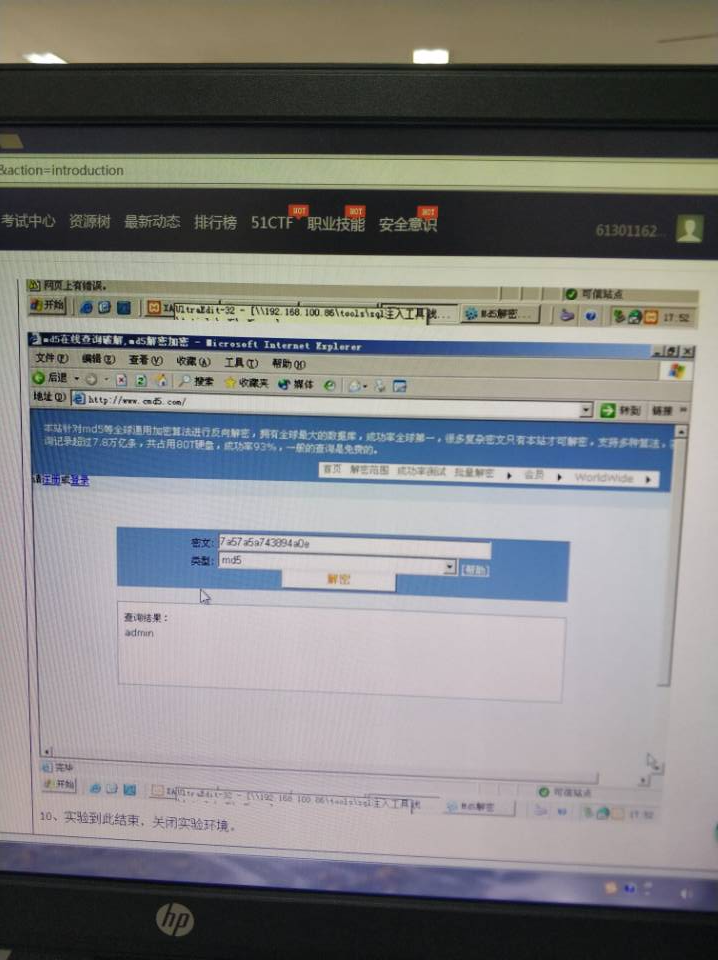 &action=introduction
考试中心 资源树 最新动态 排行榜 51CTF HOT 职业技能 HOT 安全意识 HOT
61301162...
网页上有错误。
可信站点
开始
UltraEdit-32 - [\\192.168.100.86\tools\sql注入工具\...
Md5解密...
17:52
md5在线查询破解,md5解密加密 - Microsoft Internet Explorer
文件(F) 编辑(E) 查看(V) 收藏(A) 工具(T) 帮助(H)
后退 搜索 收藏夹 媒体
地址(D) http://www.cmd5.com/ 转到 链接 »
本站针对md5等全球通用加密算法进行反向解密，拥有全球最大的数据库，成功率全球第一，很多复杂密文只有本站才可解密，支持多种算法，
询记录超过7.8万亿条，共占用80T硬盘，成功率93%，一般的查询是免费的。
首页 解密范围 成功率测试 批量解密 会员 WorldWide
请注册或登录
密文: 7a57a5a743894a0e
类型: md5 [帮助]
解密
查询结果：
admin
完毕
可信站点
开始
UltraEdit-32 - [\\192.168.100.86\tools\sql注入工具\
Md5解密
17:52
10、实验到此结束，关闭实验环境。
hp